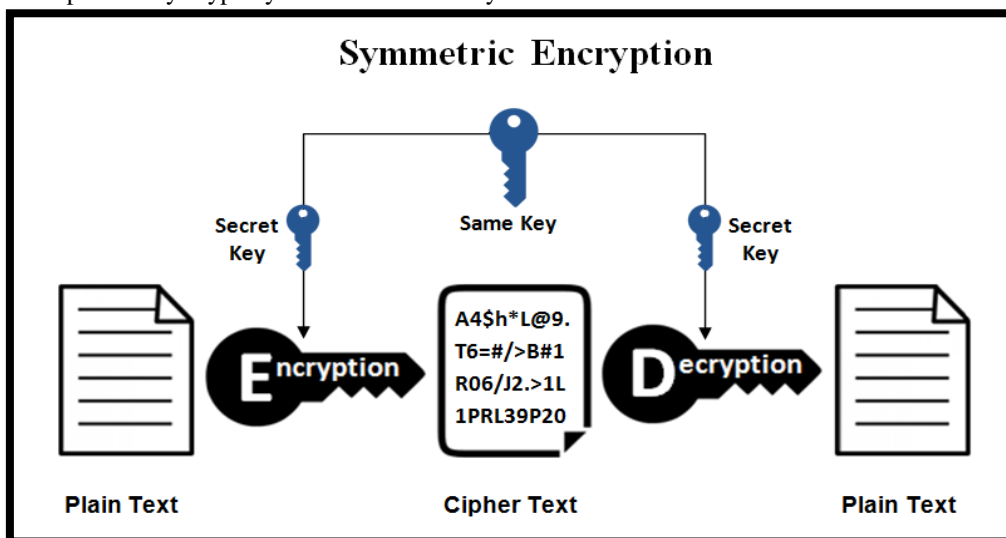 Symmetric Encryption
Same Key
Secret
Key
Secret
Key
Encryption
A4$h*L@9.
T6=#/>B#1
R06/J2.>1L
1PRL39P20
Decryption
Plain Text
Cipher Text
Plain Text